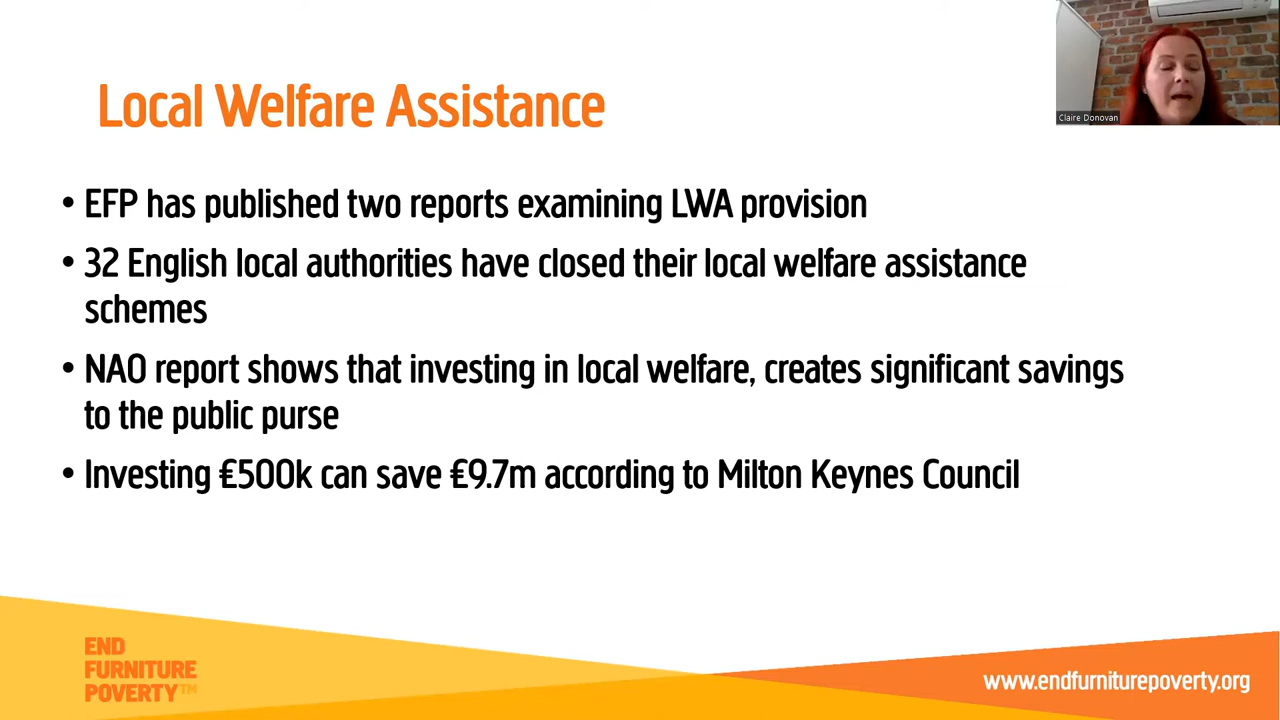 Local Welfare Assistance
Claire Donovan
• EFP has published two reports examining LWA provision
• 32 English local authorities have closed their local welfare assistance
schemes
• NAO report shows that investing in local welfare, creates significant savings
to the public purse
• Investing £500k can save £9.7m according to Milton Keynes Council
END
FURNITURE
POVERTY™
www.endfurniturepoverty.org